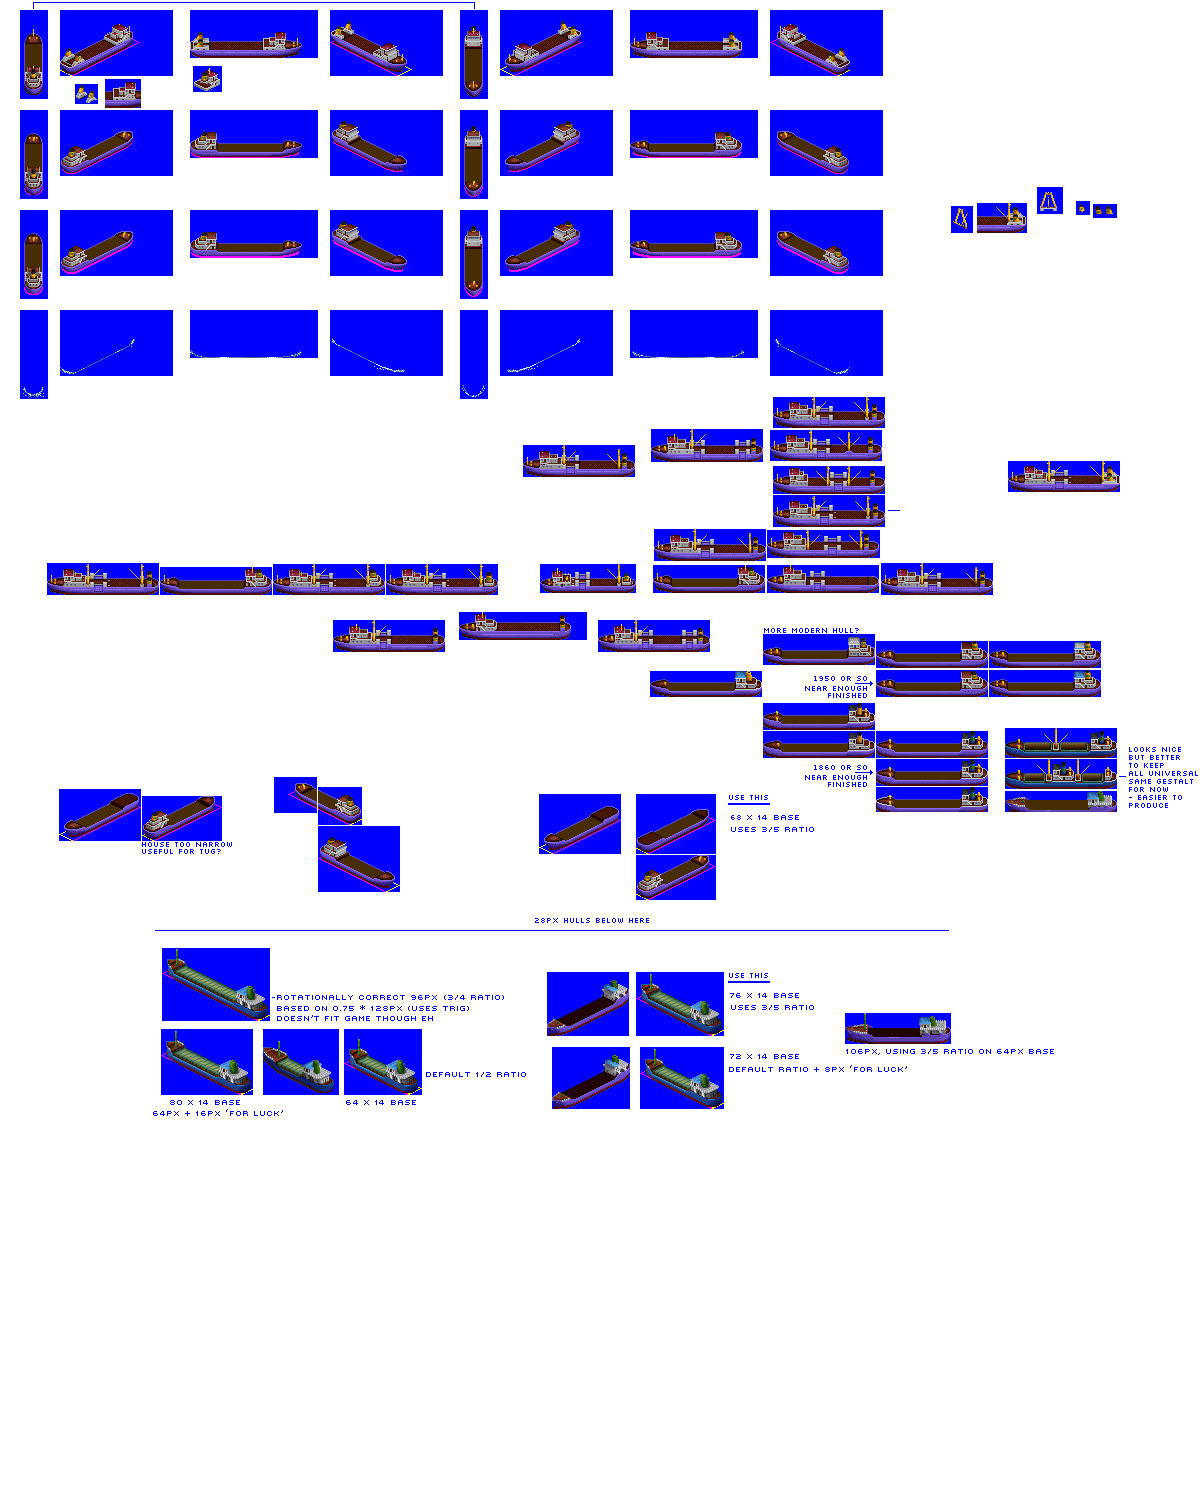 MORE MODERN HULL?
1950 OR SO
NEAR ENOUGH
FINISHED
LOOKS NICE
BUT BETTER
TO KEEP
ALL UNIVERSAL
SAME GESTALT
FOR NOW
- EASIER TO
PRODUCE
1860 OR SO
NEAR ENOUGH
FINISHED
USE THIS
68 X 14 BASE
USES 3/5 RATIO
HOUSE TOO NARROW
USEFUL FOR TUG?
28PX HULLS BELOW HERE
-ROTATIONALLY CORRECT 96PX (3/4 RATIO)
BASED ON 0.75 * 128PX (USES TRIG)
DOESN'T FIT GAME THOUGH EH
USE THIS
76 X 14 BASE
USES 3/5 RATIO
106PX, USING 3/5 RATIO ON 64PX BASE
72 X 14 BASE
DEFAULT RATIO + 8PX 'FOR LUCK'
DEFAULT 1/2 RATIO
80 X 14 BASE
64PX + 16PX 'FOR LUCK'
64 X 14 BASE